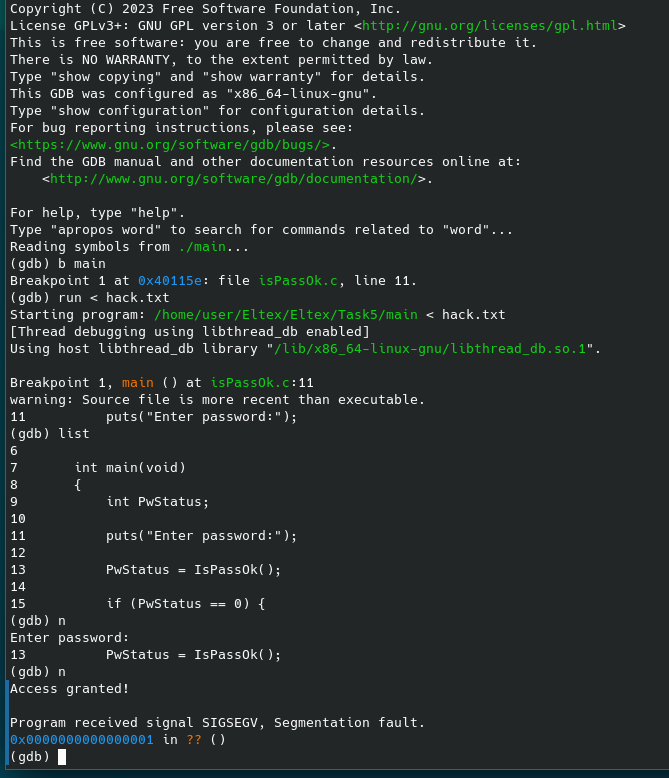 Copyright (C) 2023 Free Software Foundation, Inc.
License GPLv3+: GNU GPL version 3 or later <http://gnu.org/licenses/gpl.html>
This is free software: you are free to change and redistribute it.
There is NO WARRANTY, to the extent permitted by law.
Type "show copying" and "show warranty" for details.
This GDB was configured as "x86_64-linux-gnu".
Type "show configuration" for configuration details.
For bug reporting instructions, please see:
<https://www.gnu.org/software/gdb/bugs/>.
Find the GDB manual and other documentation resources online at:
    <http://www.gnu.org/software/gdb/documentation/>.

For help, type "help".
Type "apropos word" to search for commands related to "word"...
Reading symbols from ./main...
(gdb) b main
Breakpoint 1 at 0x40115e: file isPassOk.c, line 11.
(gdb) run < hack.txt
Starting program: /home/user/Eltex/Eltex/Task5/main < hack.txt
[Thread debugging using libthread_db enabled]
Using host libthread_db library "/lib/x86_64-linux-gnu/libthread_db.so.1".

Breakpoint 1, main () at isPassOk.c:11
warning: Source file is more recent than executable.
11          puts("Enter password:");
(gdb) list
6
7       int main(void)
8       {
9           int PwStatus;
10
11          puts("Enter password:");
12
13          PwStatus = IsPassOk();
14
15          if (PwStatus == 0) {
(gdb) n
Enter password:
13          PwStatus = IsPassOk();
(gdb) n
Access granted!

Program received signal SIGSEGV, Segmentation fault.
0x0000000000000001 in ?? ()
(gdb)